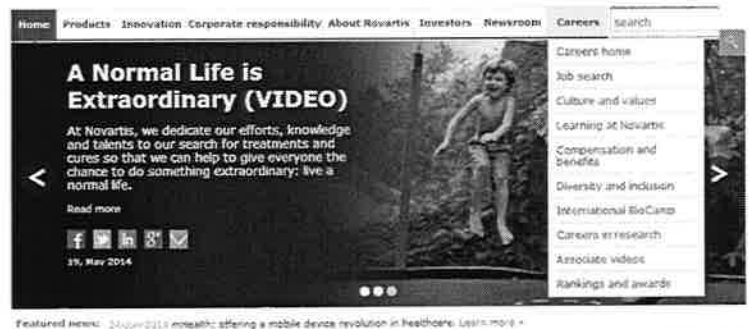 Home Products Innovation Corporate responsibility About Novartis Investors Newsroom Careers search
A Normal Life is
Extraordinary (VIDEO)
At Novartis, we dedicate our efforts, knowledge
and talents to our search for treatments and
cures so that we can help to give everyone the
chance to do something extraordinary: live a
normal life.
Read more
19, May 2014
Careers home
Job search
Culture and values
Learning at Novartis
Compensation and
benefits
Diversity and inclusion
International BioCamp
Careers in research
Associate videos
Rankings and awards
Featured news: mHealth: offering a mobile device revolution in healthcare. Learn more »